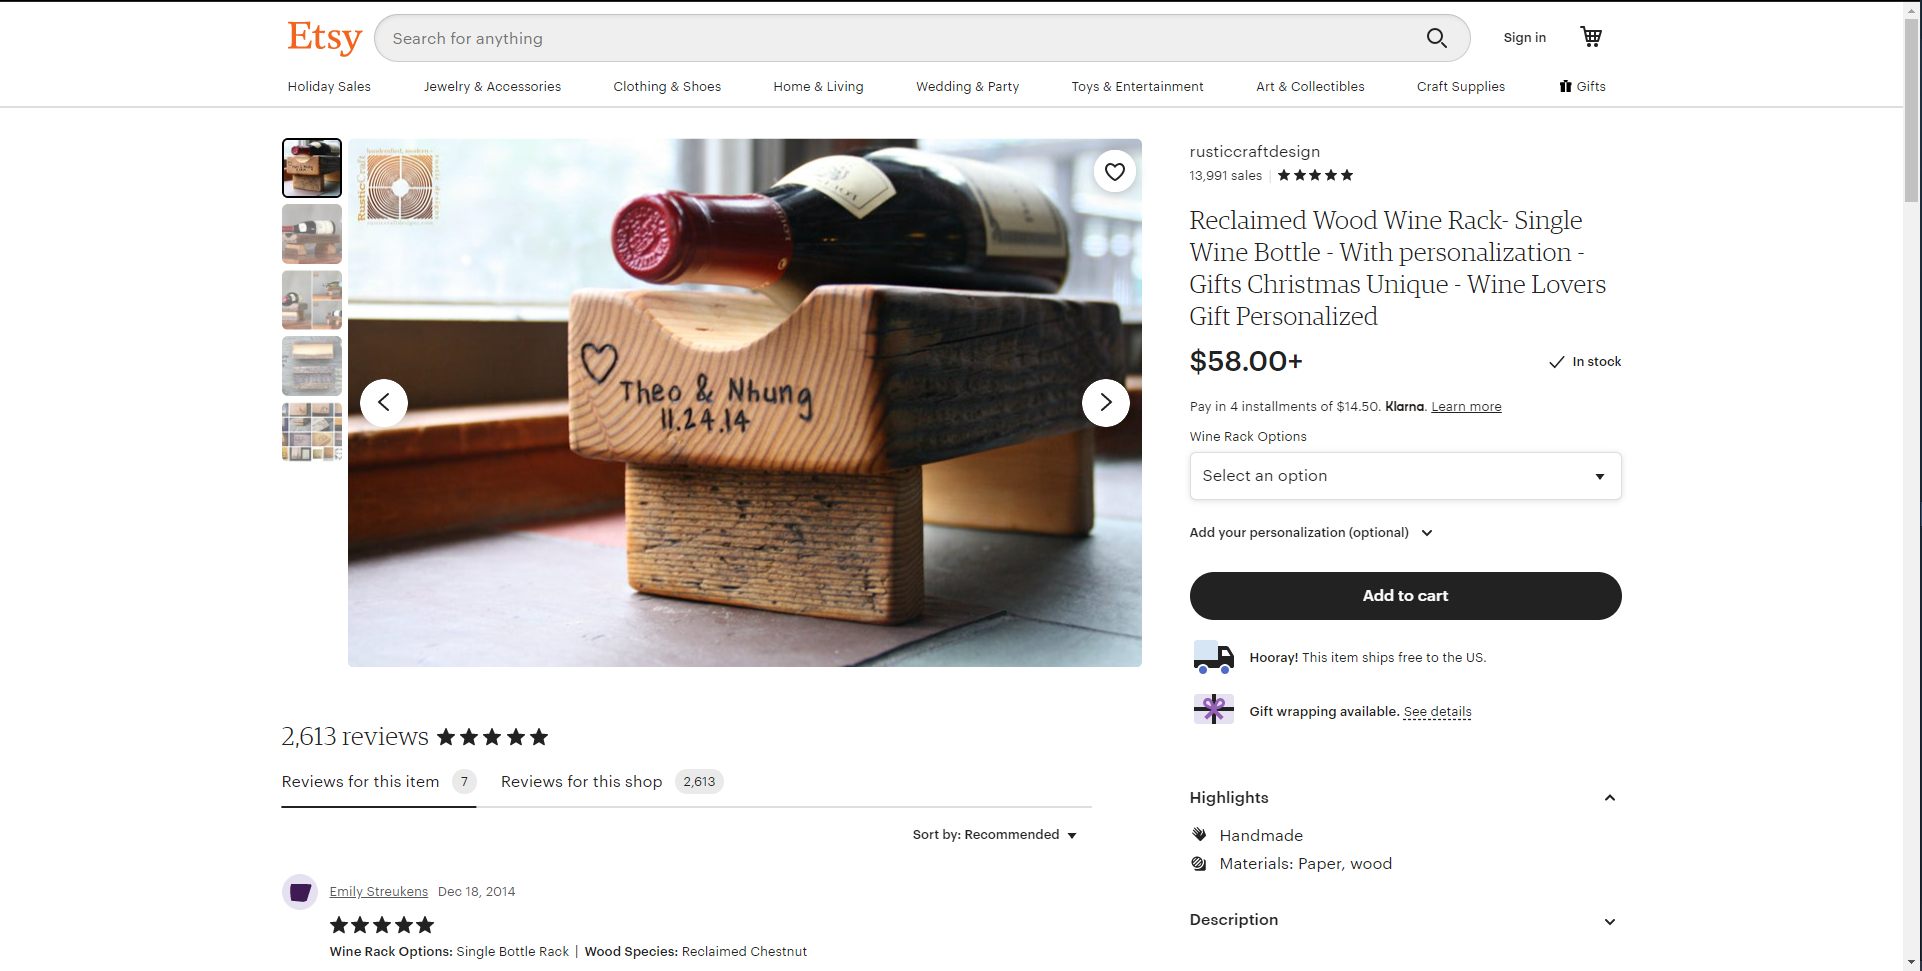 Etsy
Search for anything
Sign in
Holiday Sales
Jewelry & Accessories
Clothing & Shoes
Home & Living
Wedding & Party
Toys & Entertainment
Art & Collectibles
Craft Supplies
Gifts
RusticCraft
Theo & Nhung
11.24.14
rusticcraftdesign
13,991 sales
Reclaimed Wood Wine Rack- Single
Wine Bottle - With personalization -
Gifts Christmas Unique - Wine Lovers
Gift Personalized
$58.00+
In stock
Pay in 4 installments of $14.50. Klarna. Learn more
Wine Rack Options
Select an option
Add your personalization (optional)
Add to cart
Hooray! This item ships free to the US.
Gift wrapping available. See details
Highlights
Handmade
Materials: Paper, wood
Description
2,613 reviews
Reviews for this item 7
Reviews for this shop 2,613
Sort by: Recommended
Emily Streukens Dec 18, 2014
Wine Rack Options: Single Bottle Rack | Wood Species: Reclaimed Chestnut